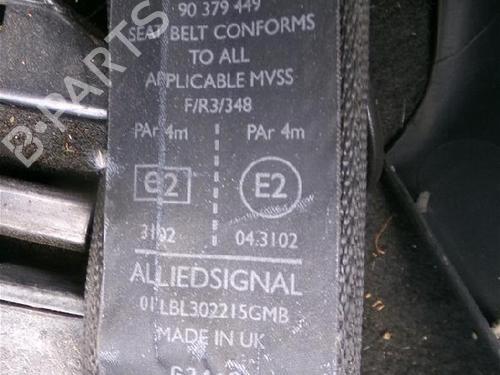 90 379 449
SEAT BELT CONFORMS
TO ALL
APPLICABLE MVSS
F/R3/348
PAr 4m PAr 4m
e2 E2
3102 04.3102
ALLIEDSIGNAL
01 LBL302215GMB
MADE IN UK
B-PARTS